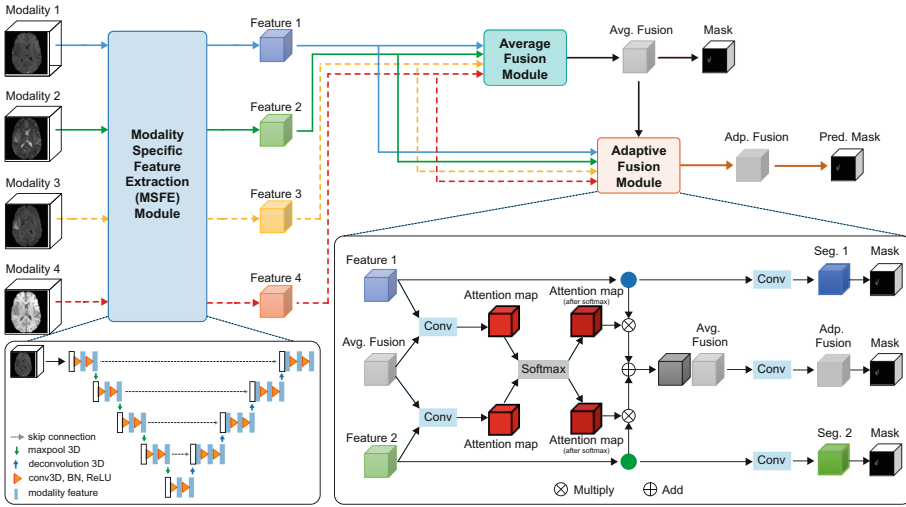 Modality 1
Modality 2
Modality 3
Modality 4
Modality
Specific
Feature
Extraction
(MSFE)
Module
Feature 1
Feature 2
Feature 3
Feature 4
Average
Fusion
Module
Avg. Fusion
Mask
Adaptive
Fusion
Module
Adp. Fusion
Pred. Mask
skip connection
maxpool 3D
deconvolution 3D
conv3D, BN, ReLU
modality feature
Feature 1
Avg. Fusion
Feature 2
Conv
Conv
Attention map
Attention map
Softmax
Attention map
(after softmax)
Attention map
(after softmax)
Multiply
Add
Avg.
Fusion
Conv
Conv
Conv
Seg. 1
Mask
Adp.
Fusion
Mask
Seg. 2
Mask